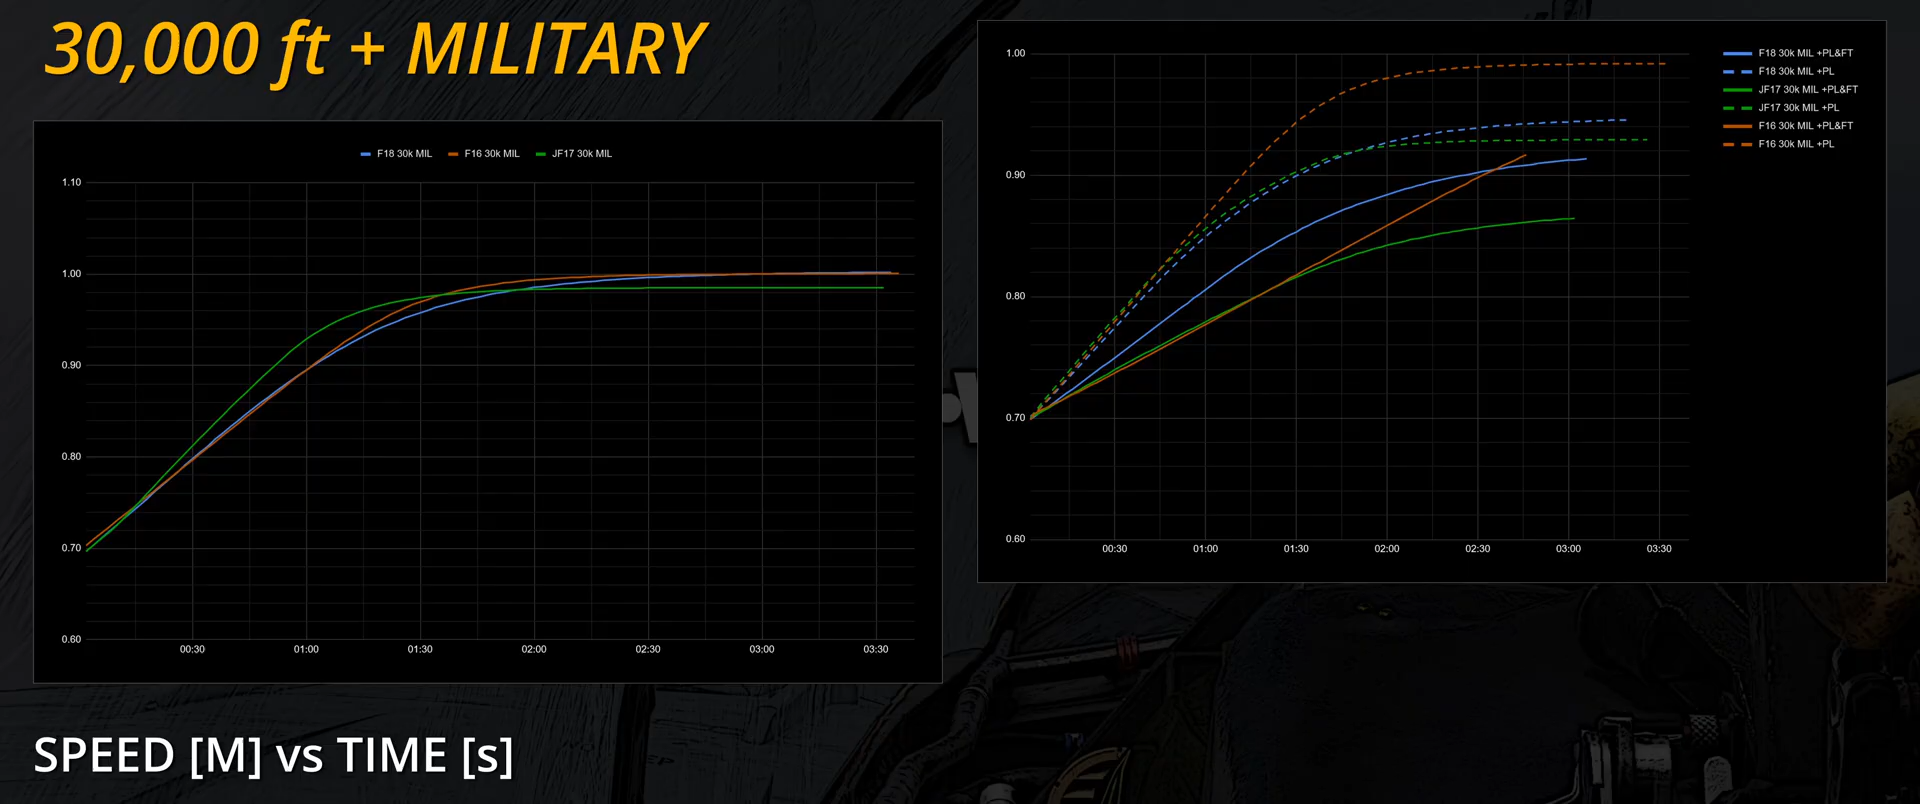 30,000 ft + MILITARY
F18 30k MIL F16 30k MIL JF17 30k MIL
1.10
1.00
0.90
0.80
0.70
0.60
00:30 01:00 01:30 02:00 02:30 03:00 03:30
SPEED [M] vs TIME [s]
1.00
0.90
0.80
0.70
0.60
00:30 01:00 01:30 02:00 02:30 03:00 03:30
F18 30k MIL +PL&FT
F18 30k MIL +PL
JF17 30k MIL +PL&FT
JF17 30k MIL +PL
F16 30k MIL +PL&FT
F16 30k MIL +PL